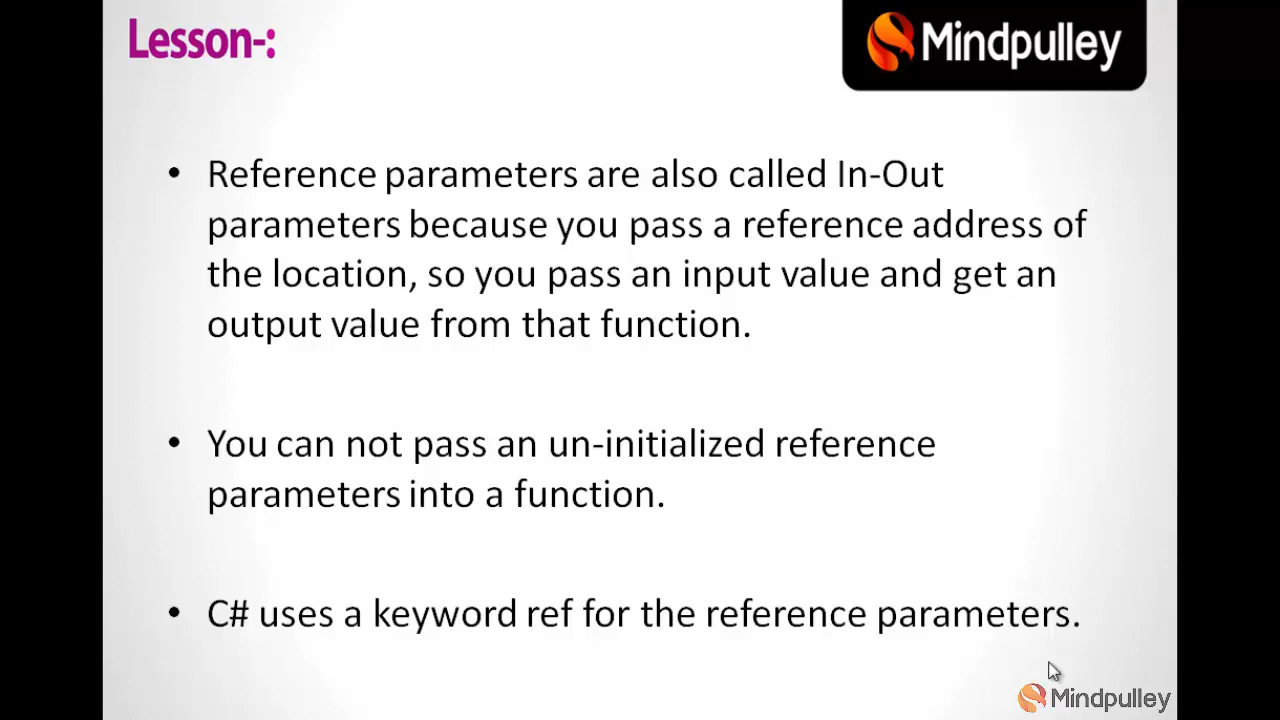 Lesson-:
Mindpulley
• Reference parameters are also called In-Out
parameters because you pass a reference address of
the location, so you pass an input value and get an
output value from that function.
• You can not pass an un-initialized reference
parameters into a function.
• C# uses a keyword ref for the reference parameters.
Mindpulley